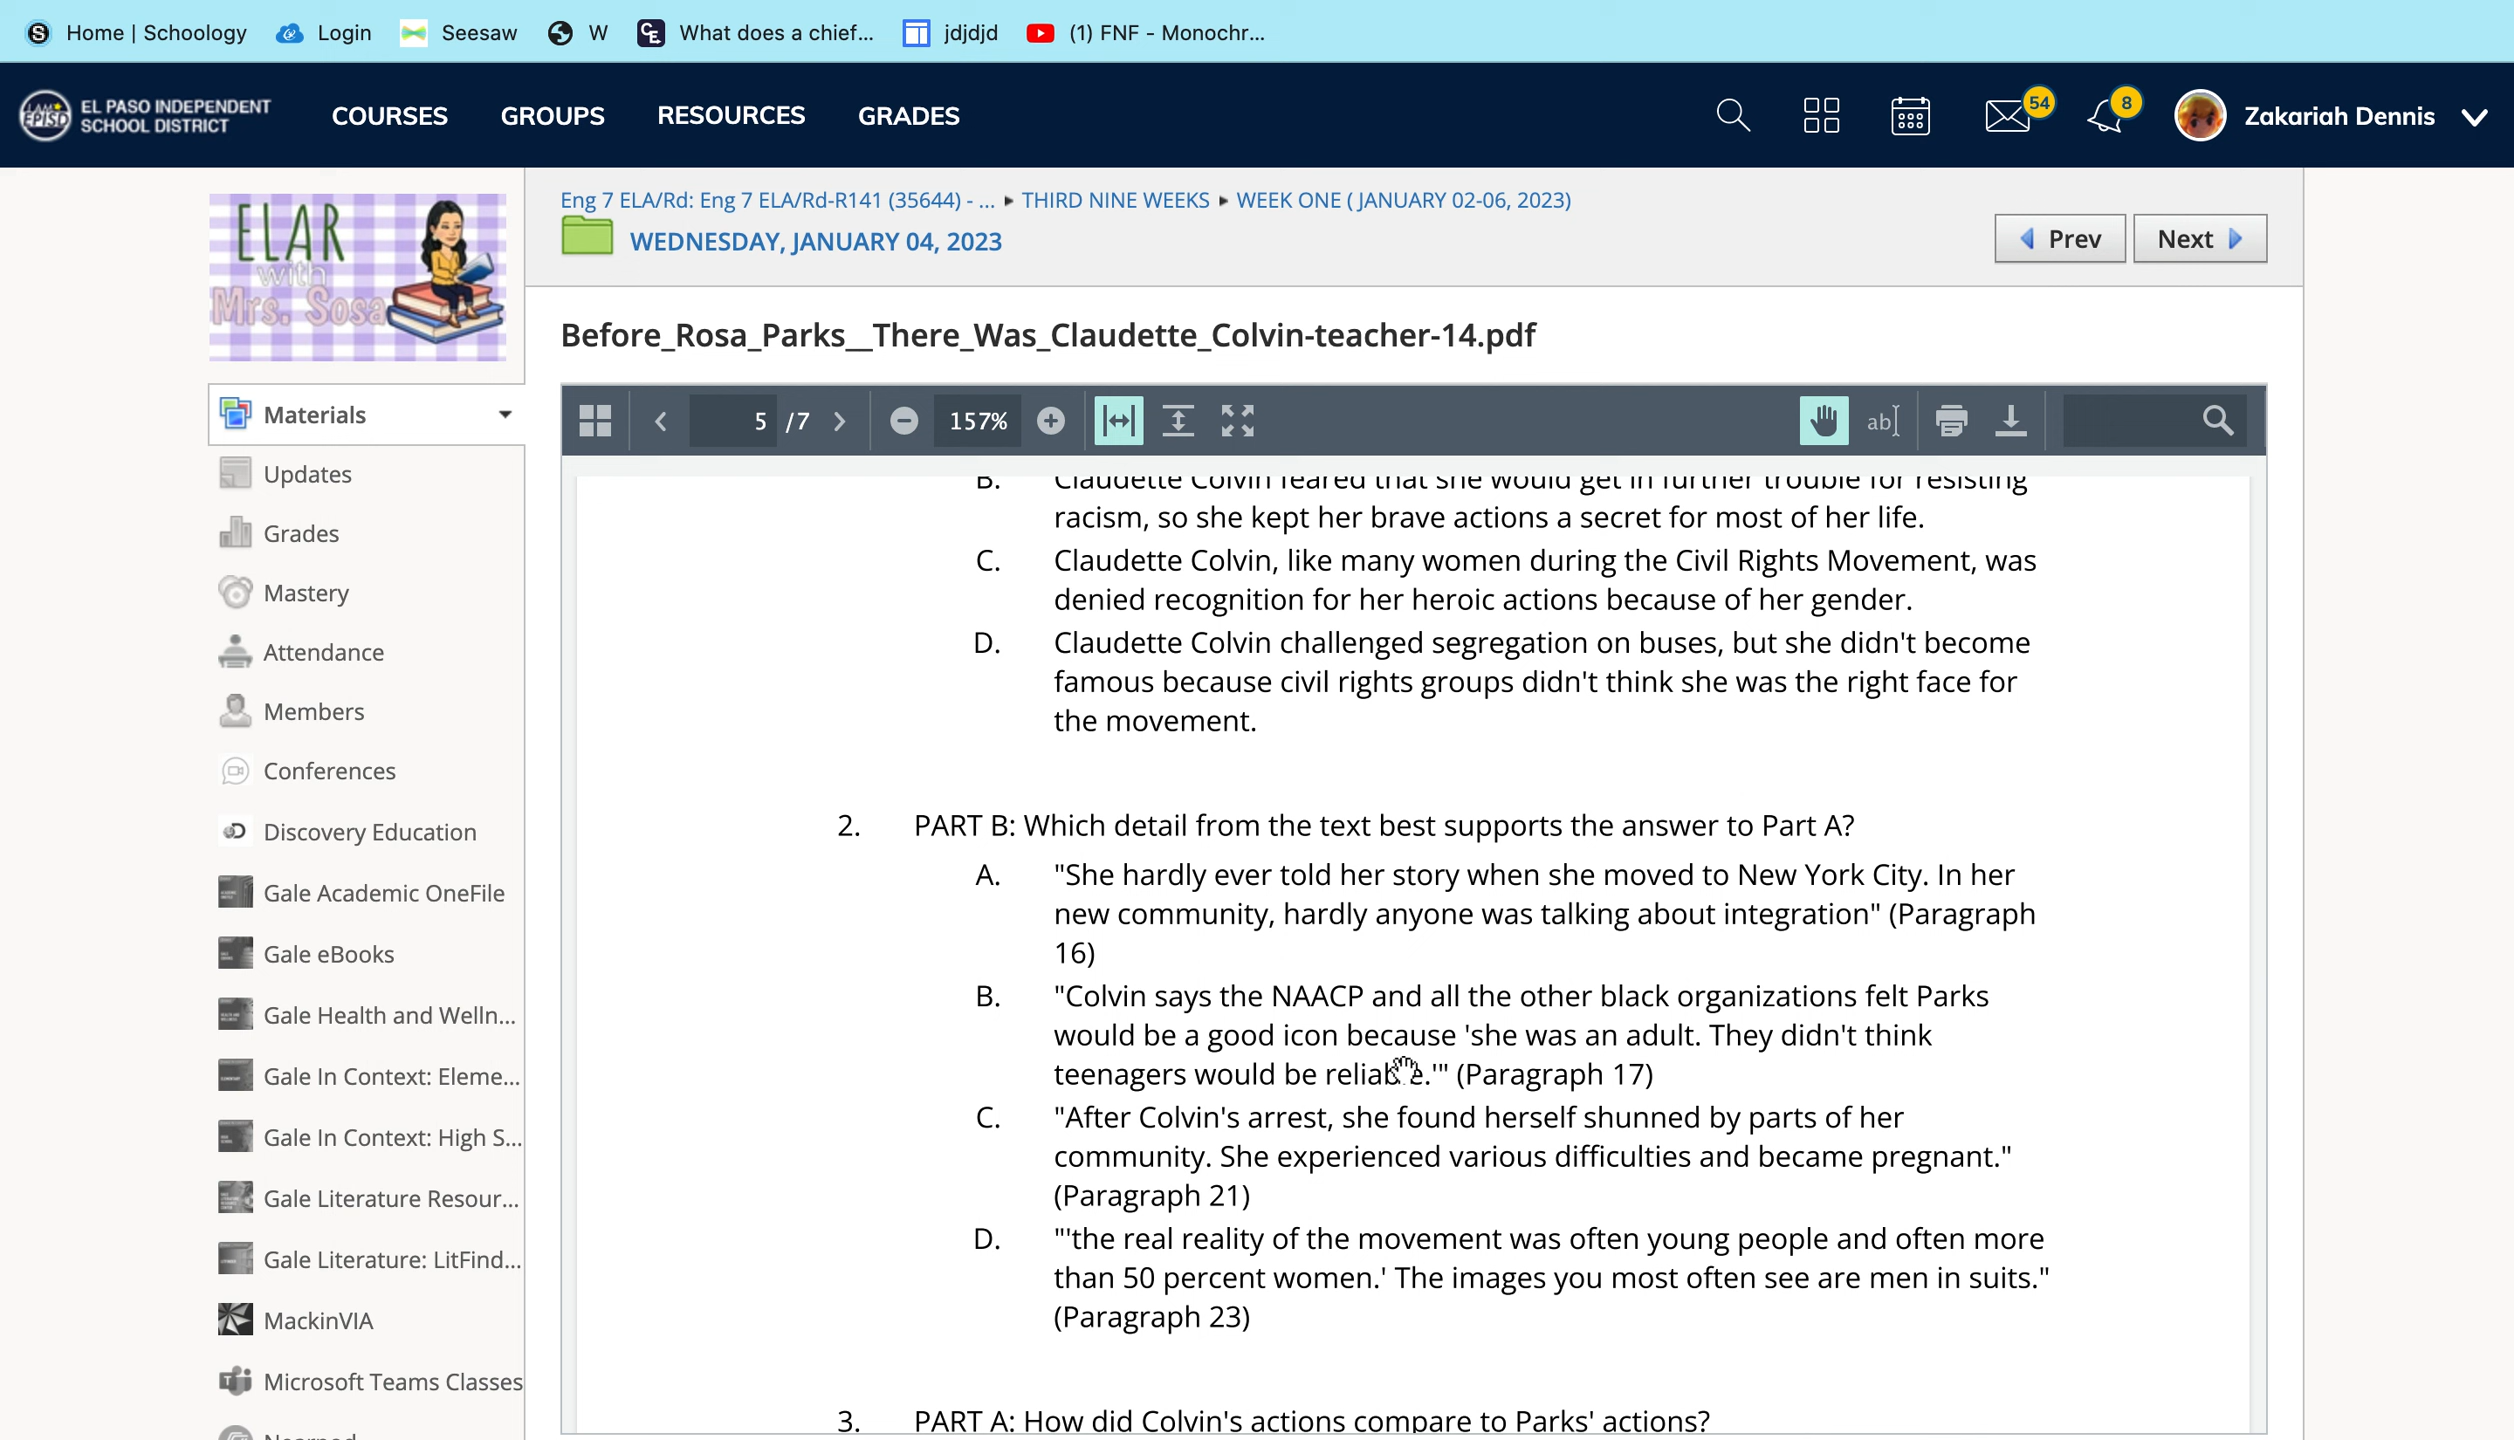 Home | Schoology Login Seesaw W What does a chief... jdjdjd (1) FNF - Monochr...
EL PASO INDEPENDENT
SCHOOL DISTRICT
COURSES GROUPS RESOURCES GRADES 54 8 Zakariah Dennis
ELAR
with
Mrs. Sosa
Eng 7 ELA/Rd: Eng 7 ELA/Rd-R141 (35644) - ... ▸ THIRD NINE WEEKS ▸ WEEK ONE ( JANUARY 02-06, 2023)
WEDNESDAY, JANUARY 04, 2023
Prev Next
Before_Rosa_Parks__There_Was_Claudette_Colvin-teacher-14.pdf
Materials
Updates
Grades
Mastery
Attendance
Members
Conferences
Discovery Education
Gale Academic OneFile
Gale eBooks
Gale Health and Welln...
Gale In Context: Eleme...
Gale In Context: High S...
Gale Literature Resour...
Gale Literature: LitFind...
MackinVIA
Microsoft Teams Classes
5 /7 157% ab
B. Claudette Colvin feared that she would get in further trouble for resisting
racism, so she kept her brave actions a secret for most of her life.
C. Claudette Colvin, like many women during the Civil Rights Movement, was
denied recognition for her heroic actions because of her gender.
D. Claudette Colvin challenged segregation on buses, but she didn't become
famous because civil rights groups didn't think she was the right face for
the movement.
2. PART B: Which detail from the text best supports the answer to Part A?
A. "She hardly ever told her story when she moved to New York City. In her
new community, hardly anyone was talking about integration" (Paragraph
16)
B. "Colvin says the NAACP and all the other black organizations felt Parks
would be a good icon because 'she was an adult. They didn't think
teenagers would be reliable.'" (Paragraph 17)
C. "After Colvin's arrest, she found herself shunned by parts of her
community. She experienced various difficulties and became pregnant."
(Paragraph 21)
D. "'the real reality of the movement was often young people and often more
than 50 percent women.' The images you most often see are men in suits."
(Paragraph 23)
3. PART A: How did Colvin's actions compare to Parks' actions?